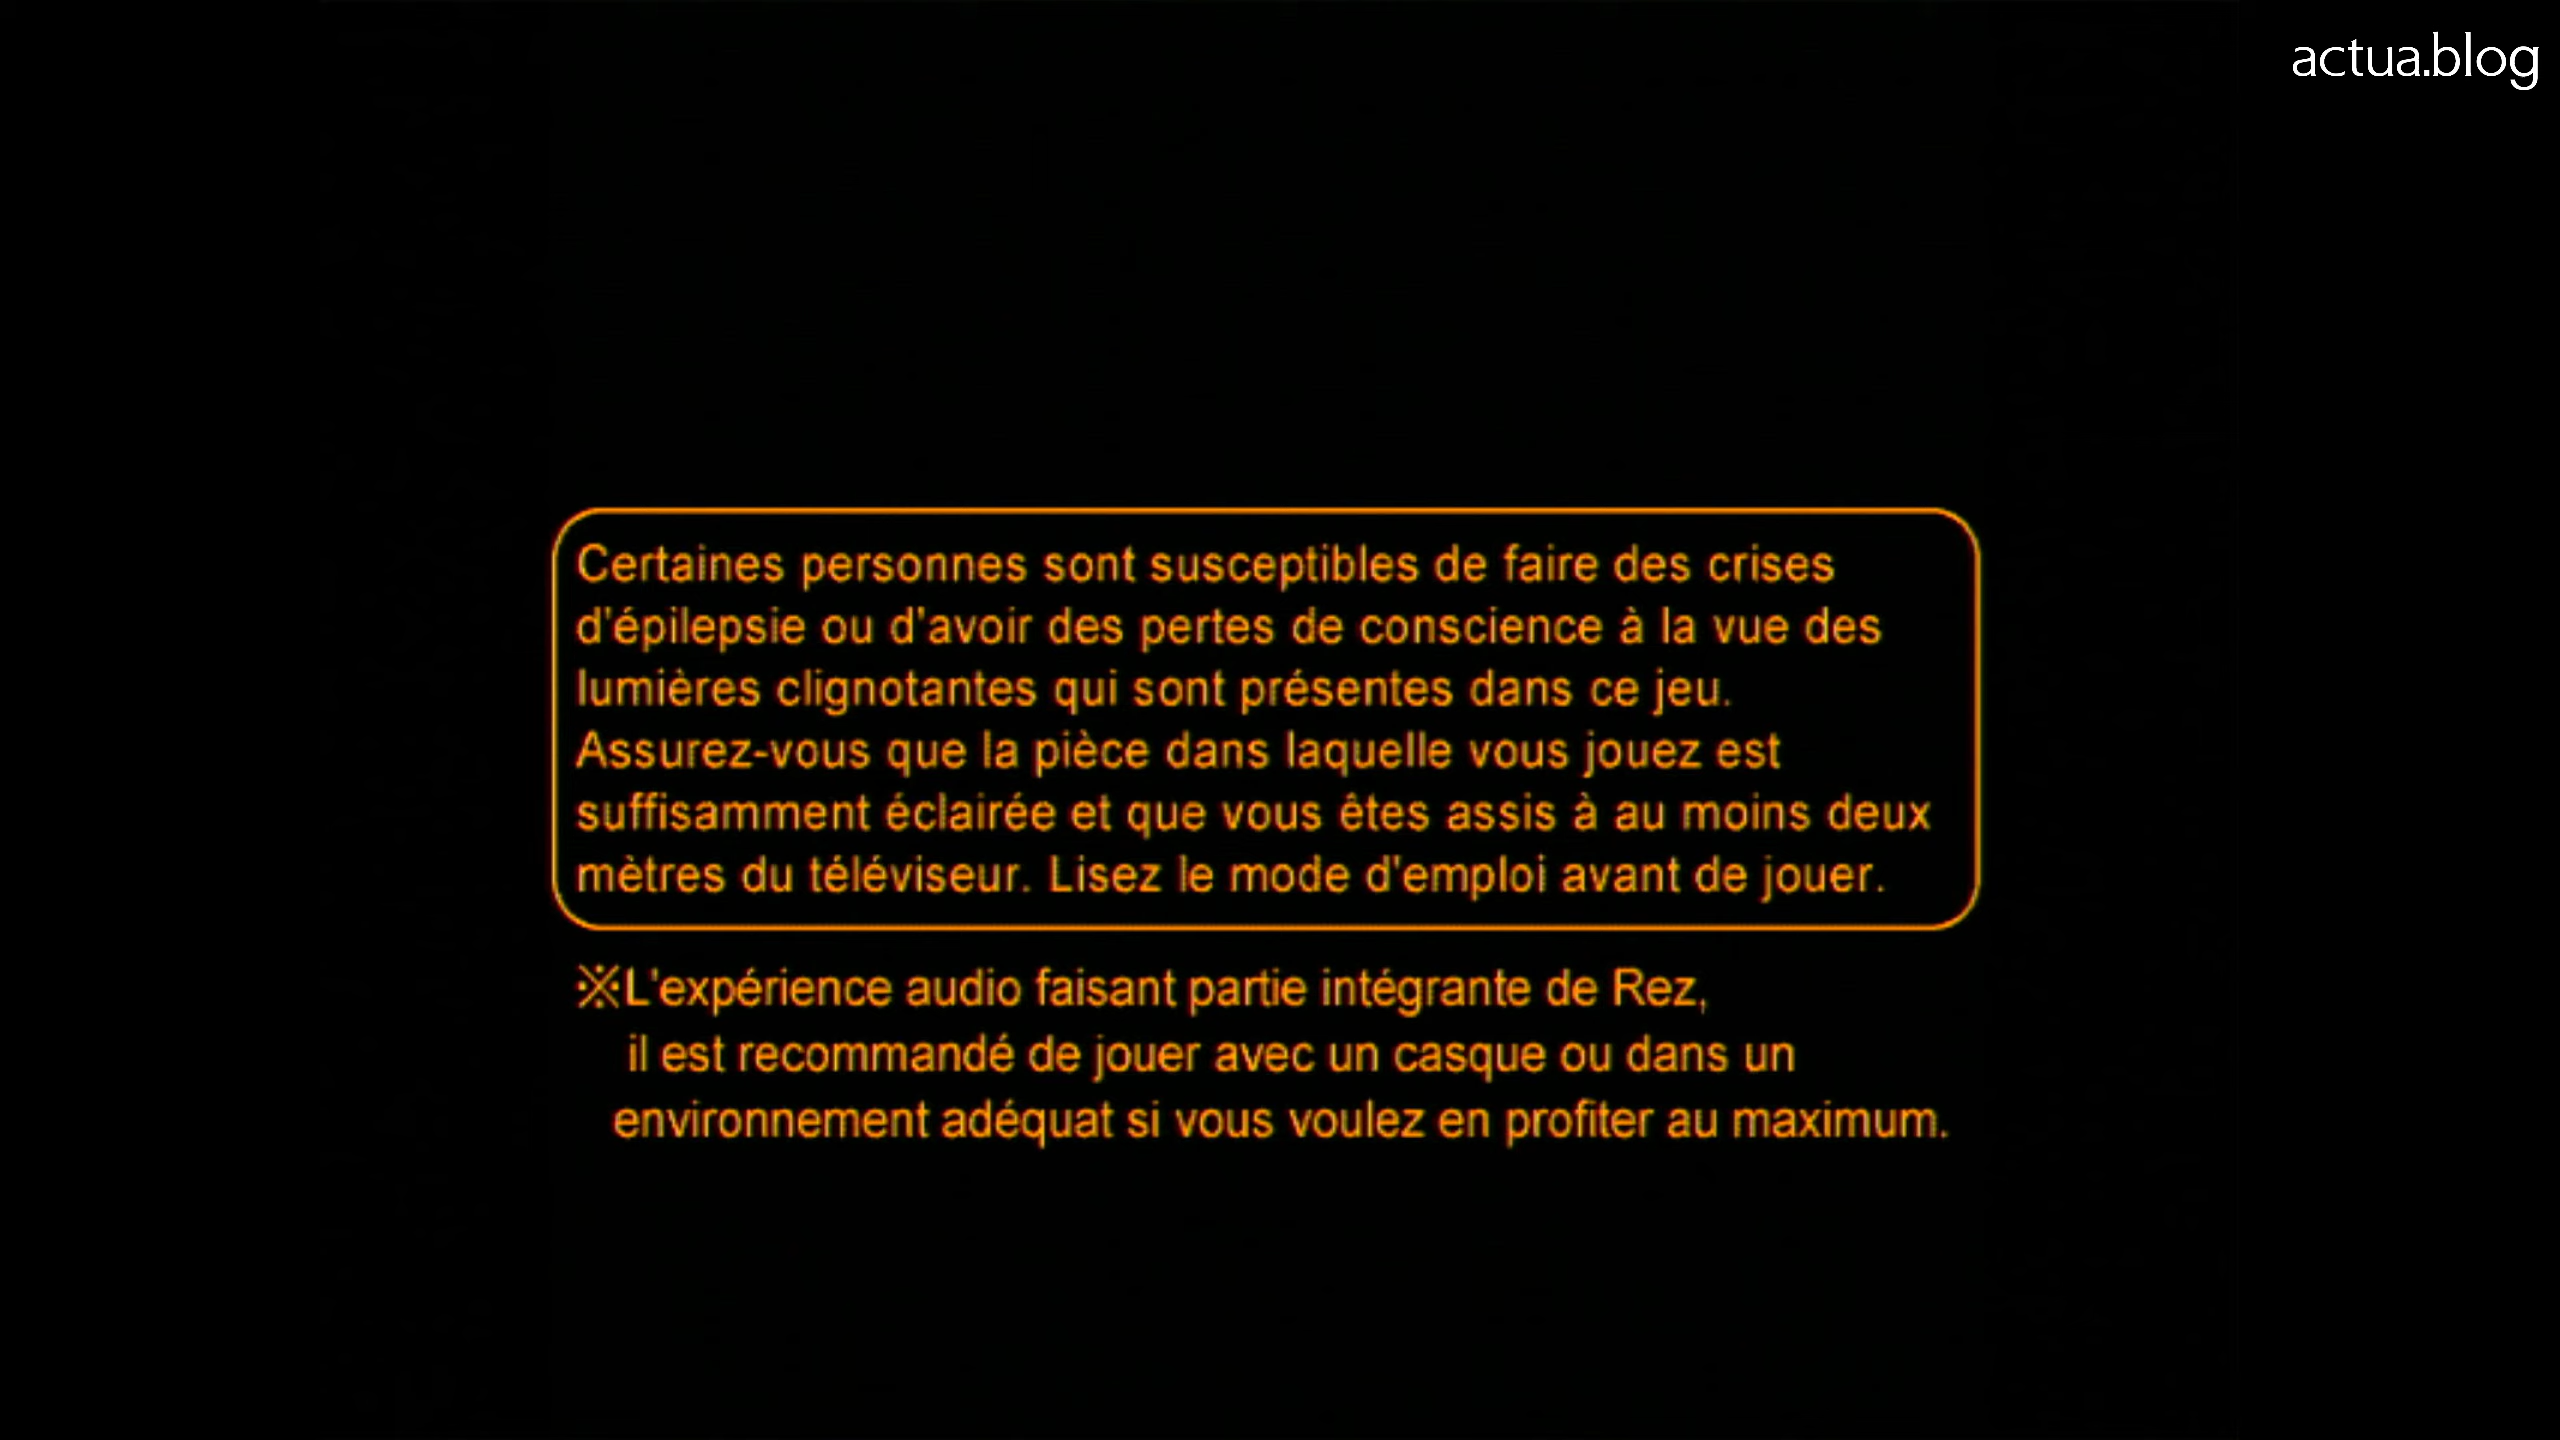 actua.blog
Certaines personnes sont susceptibles de faire des crises
d'épilepsie ou d'avoir des pertes de conscience à la vue des
lumières clignotantes qui sont présentes dans ce jeu.
Assurez-vous que la pièce dans laquelle vous jouez est
suffisamment éclairée et que vous êtes assis à au moins deux
mètres du téléviseur. Lisez le mode d'emploi avant de jouer.
※L'expérience audio faisant partie intégrante de Rez,
il est recommandé de jouer avec un casque ou dans un
environnement adéquat si vous voulez en profiter au maximum.